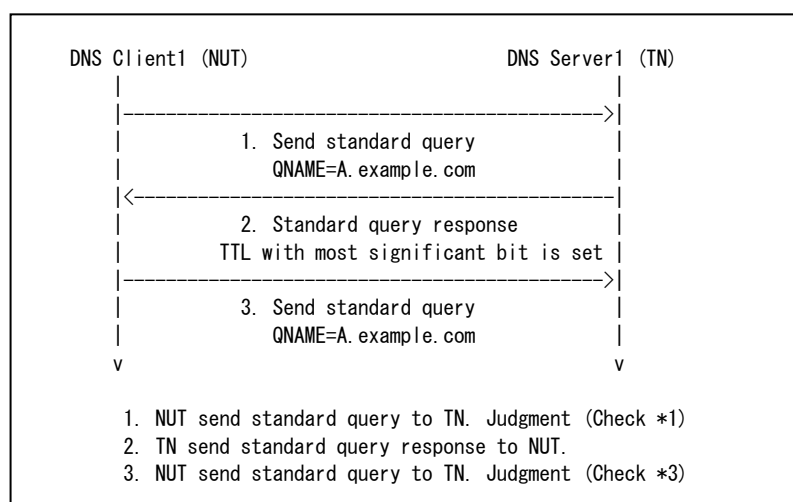 DNS Client1 (NUT) DNS Server1 (TN)
1. Send standard query
QNAME=A.example.com
2. Standard query response
TTL with most significant bit is set
3. Send standard query
QNAME=A.example.com
v v
1. NUT send standard query to TN. Judgment (Check *1)
2. TN send standard query response to NUT.
3. NUT send standard query to TN. Judgment (Check *3)